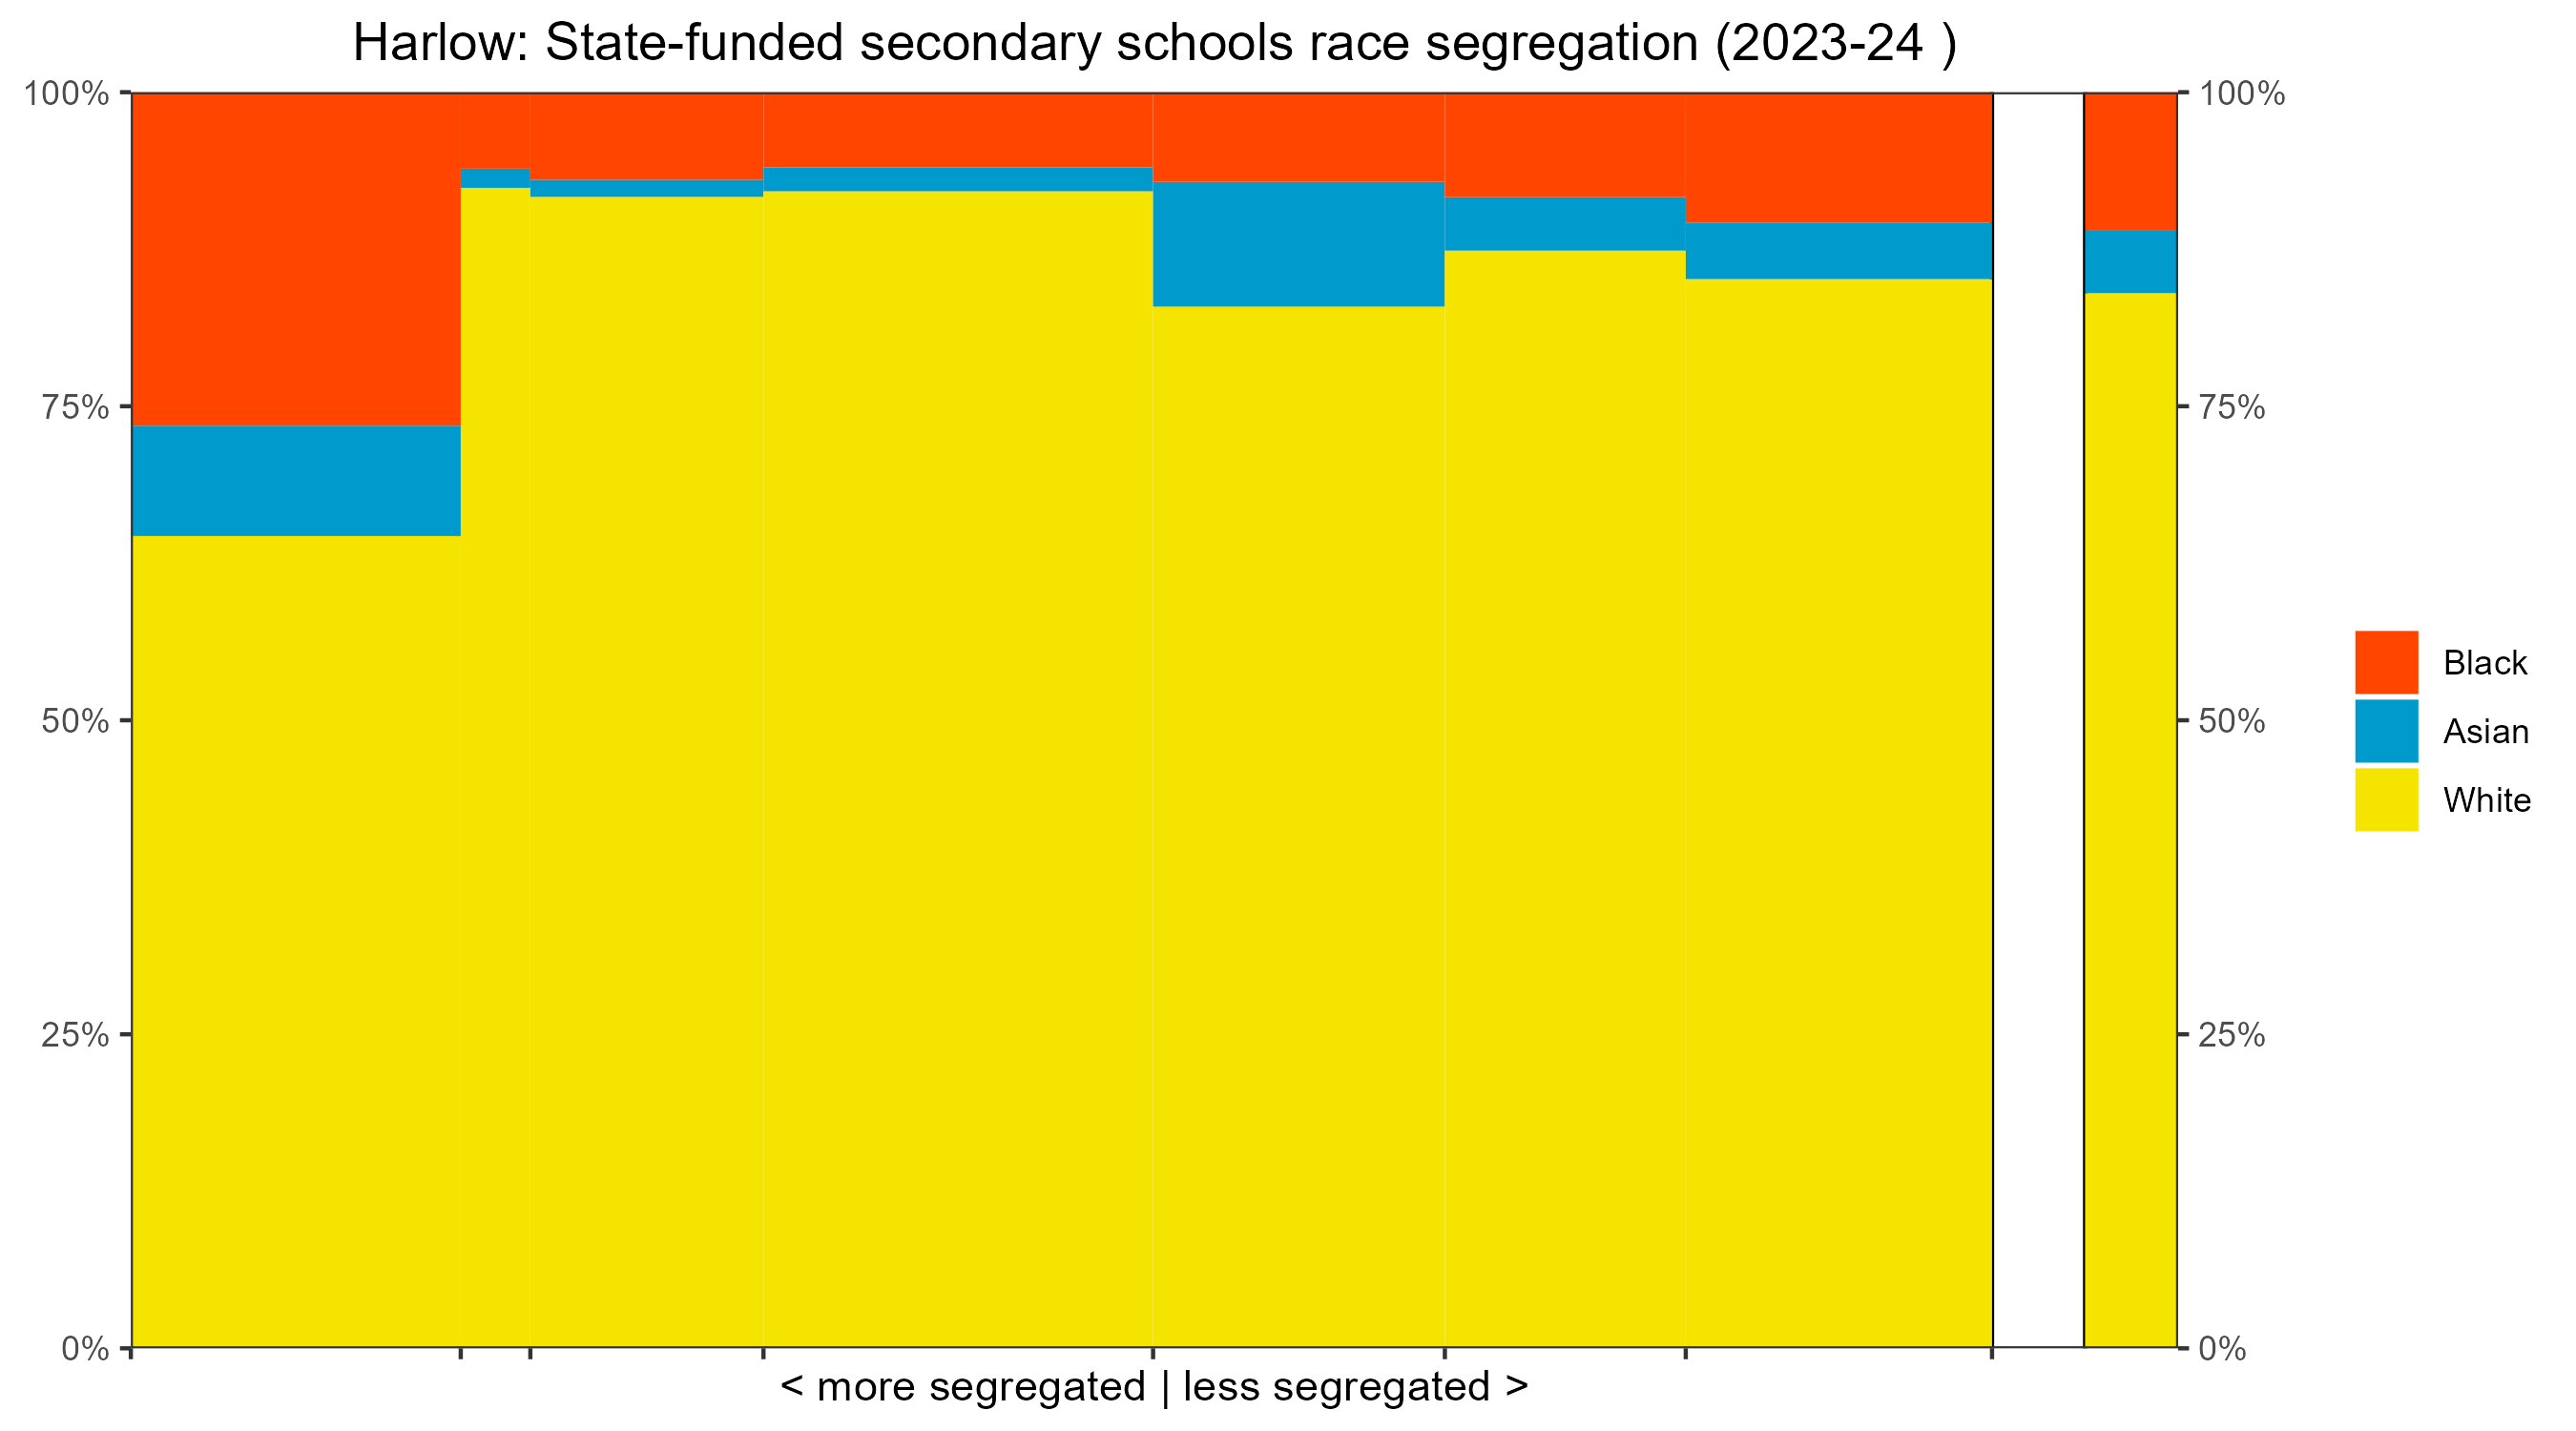 Harlow: State-funded secondary schools race segregation (2023-24 )
100%
75%
50%
25%
0%
100%
75%
50%
25%
0%
Black
Asian
White
< more segregated | less segregated >